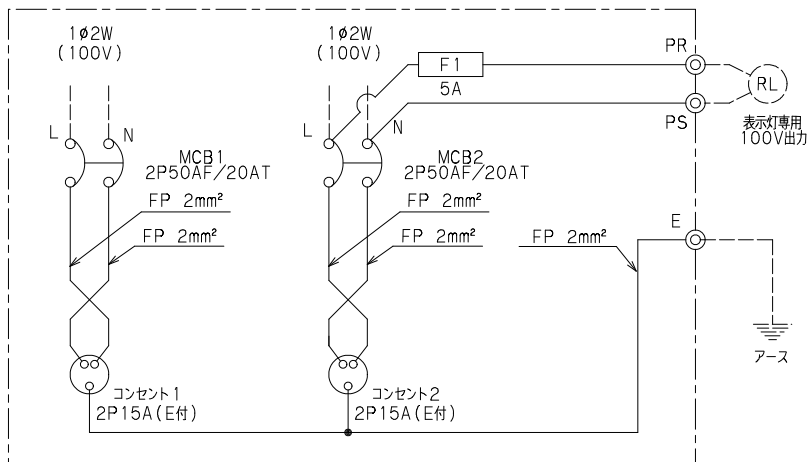 1φ2W
(100V)
1φ2W
(100V)
F1
5A
PR
RL
PS
表示灯専用
100V出力
L
N
L
N
MCB1
2P50AF/20AT
MCB2
2P50AF/20AT
FP 2mm²
FP 2mm²
FP 2mm²
FP 2mm²
FP 2mm²
E
アース
コンセント1
2P15A(E付)
コンセント2
2P15A(E付)